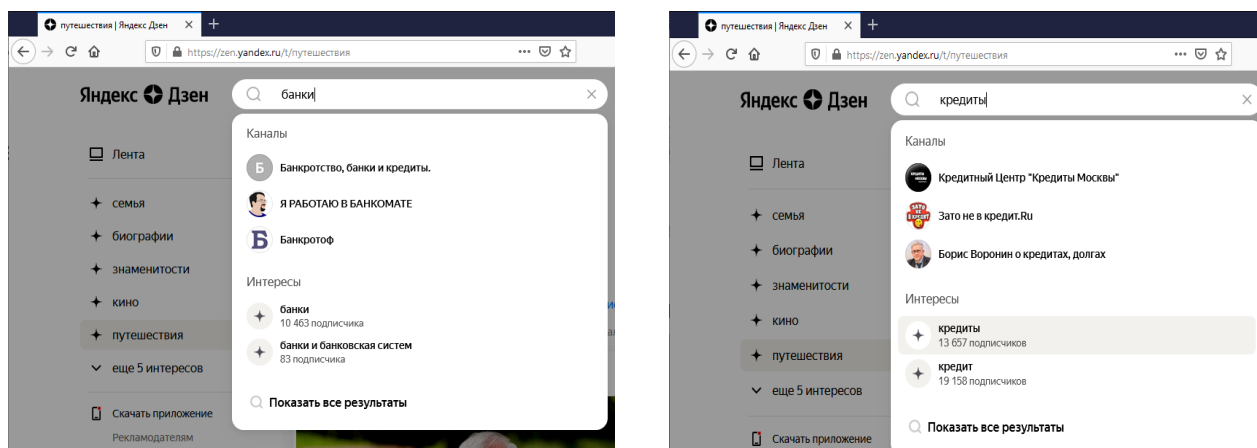 путешествия | Яндекс Дзен
https://zen.yandex.ru/t/путешествия
Яндекс Дзен
банки
Каналы
Б Банкротство, банки и кредиты.
Я РАБОТАЮ В БАНКОМАТЕ
Б Банкротоф
Интересы
банки
10 463 подписчика
банки и банковская систем
83 подписчика
Показать все результаты
Лента
семья
биографии
знаменитости
кино
путешествия
еще 5 интересов
Скачать приложение
Рекламодателям
путешествия | Яндекс Дзен
https://zen.yandex.ru/t/путешествия
Яндекс Дзен
кредиты
Каналы
Кредитный Центр "Кредиты Москвы"
Зато не в кредит.Ru
Борис Воронин о кредитах, долгах
Интересы
кредиты
13 657 подписчиков
кредит
19 158 подписчиков
Показать все результаты
Лента
семья
биографии
знаменитости
кино
путешествия
еще 5 интересов
Скачать приложение